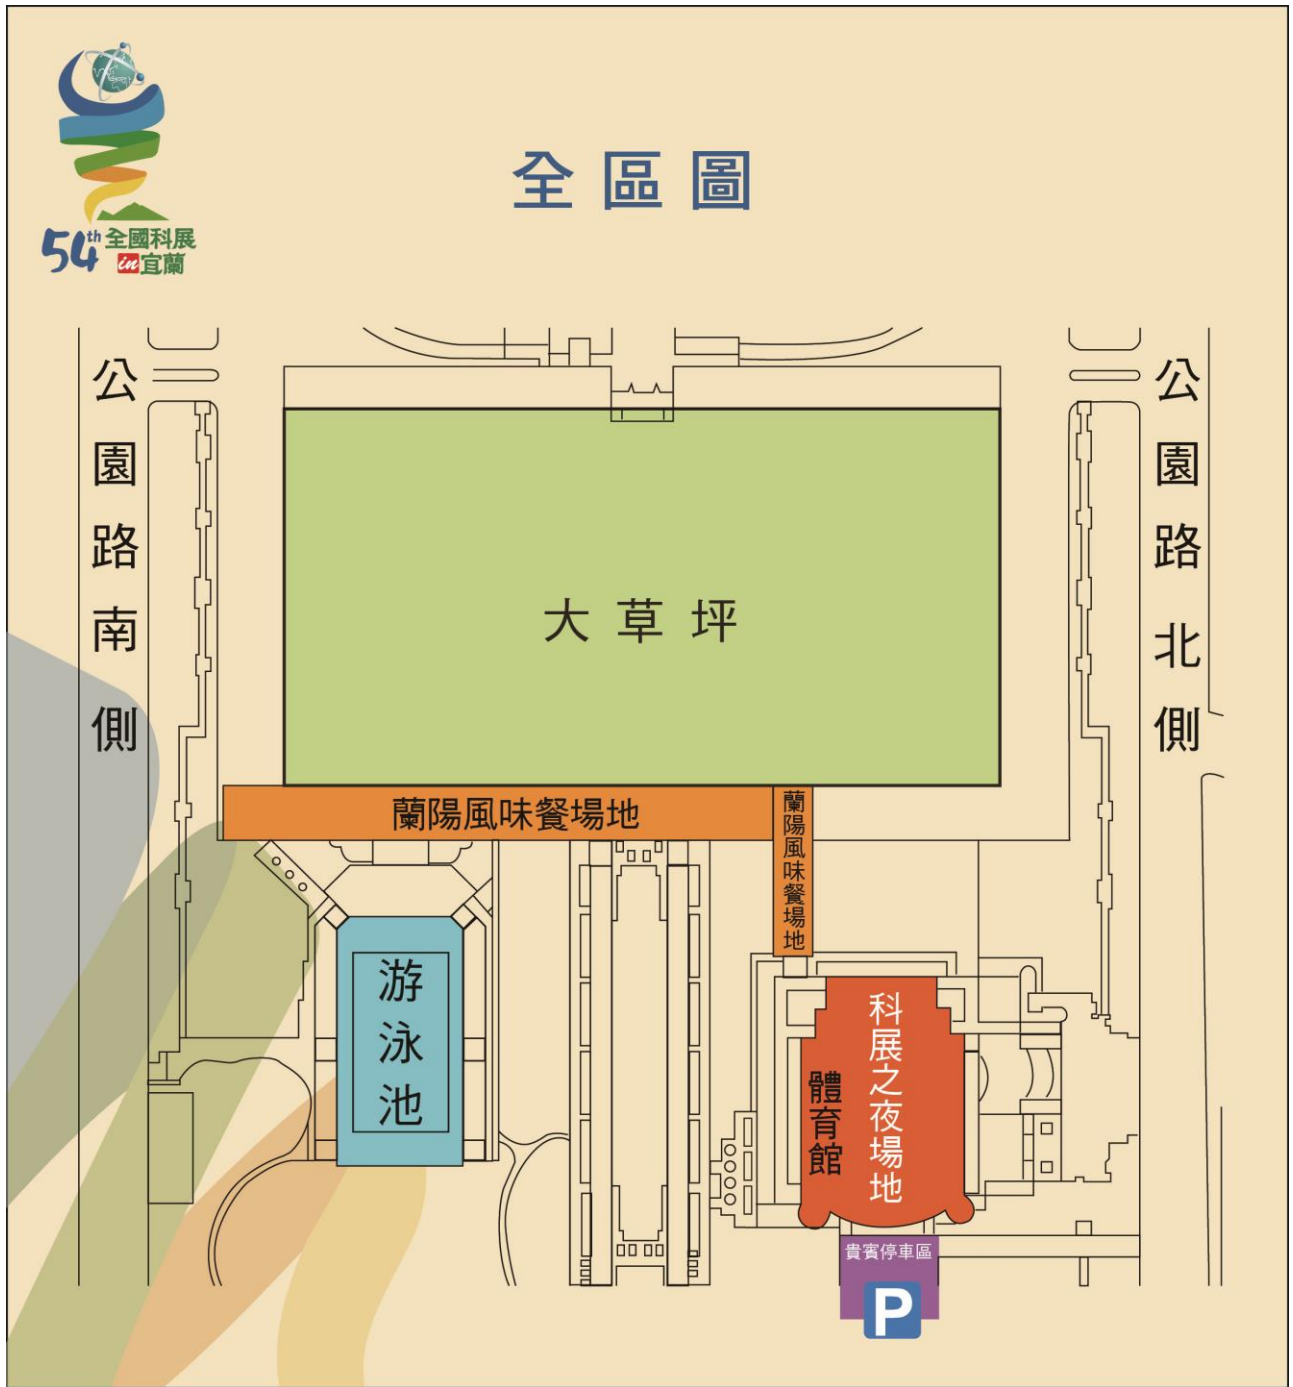 54th 全國科展
in 宜蘭
全區圖
公園路南側
公園路北側
大草坪
蘭陽風味餐場地
蘭陽風味餐場地
游泳池
科展之夜場地
體育館
貴賓停車區
P